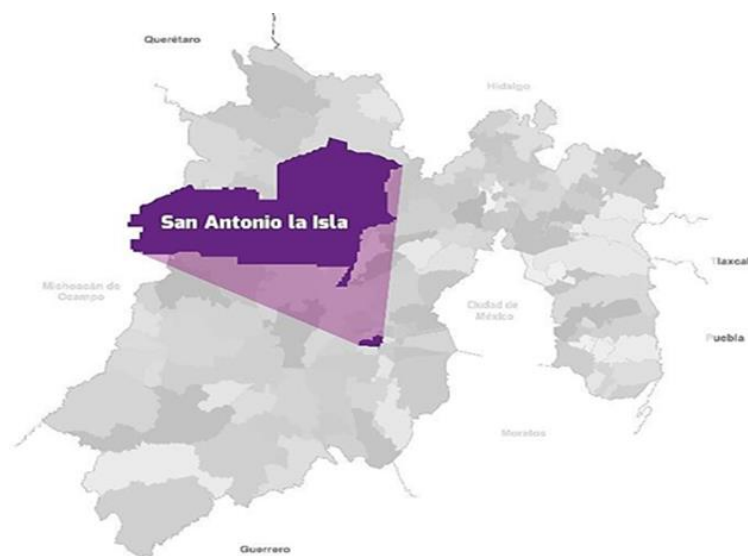 Querétaro
Hidalgo
San Antonio la Isla
Tlaxcal
Michoacán de
Ocampo
Ciudad de
México
Puebla
Morelos
Guerrero